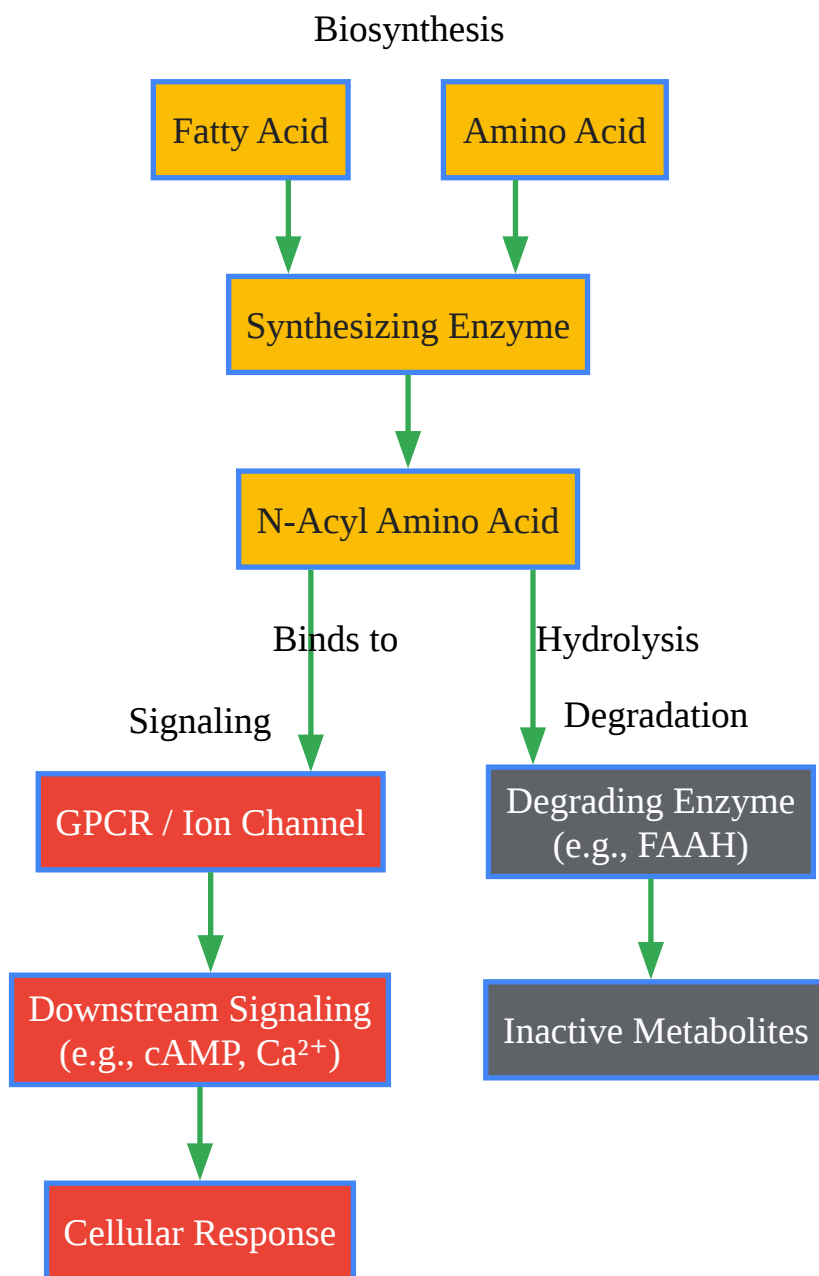 Biosynthesis
Fatty Acid
Amino Acid
Synthesizing Enzyme
N-Acyl Amino Acid
Binds to
Hydrolysis
Signaling
Degradation
GPCR / Ion Channel
Degrading Enzyme
(e.g., FAAH)
Downstream Signaling
(e.g., cAMP, Ca²⁺)
Inactive Metabolites
Cellular Response